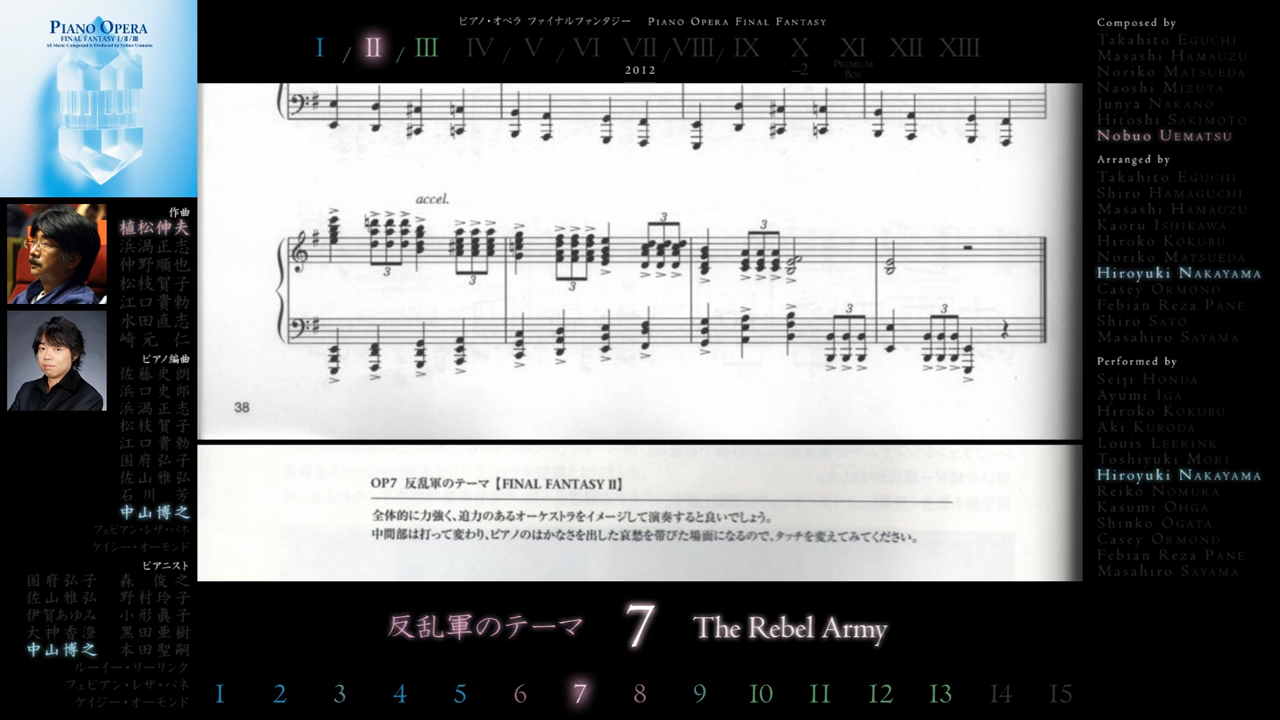 PIANO OPERA
FINAL FANTASY I/II/III
All Music Composed & Produced by Nobuo Uematsu
ピアノ・オペラ ファイナルファンタジー PIANO OPERA FINAL FANTASY
I / II / III IV / V / VI VII / VIII / IX X XI XII XIII
-2 PREMIUM
BOX
2012
作曲
植松伸夫
浜渦正志
仲野順也
松枝賀子
江口貴勅
水田直志
崎元 仁
ピアノ編曲
佐藤史朗
浜口史郎
浜渦正志
松枝賀子
江口貴勅
国府弘子
佐山雅弘
石川 芳
中山博之
フェビアン・レザ・パネ
ケイシー・オーモンド
ピアニスト
国府弘子 森 俊之
佐山雅弘 野村玲子
伊賀あゆみ 小形眞子
大神香澄 黒田亜樹
中山博之 本田聖嗣
ルーイー・リーリンク
フェビアン・レザ・パネ
ケイジー・オーモンド
accel.
3 3 3 3 3 3 3
38
OP7 反乱軍のテーマ【FINAL FANTASY II】
全体的に力強く、迫力のあるオーケストラをイメージして演奏すると良いでしょう。
中間部は打って変わり、ピアノのはかなさを出した哀愁を帯びた場面になるので、タッチを変えてみてください。
反乱軍のテーマ 7 The Rebel Army
1 2 3 4 5 6 7 8 9 10 11 12 13 14 15
Composed by
Takahito EGUCHI
Masashi HAMAUZU
Noriko MATSUEDA
Naoshi MIZUTA
Junya NAKANO
Hitoshi SAKIMOTO
Nobuo UEMATSU
Arranged by
Takahito EGUCHI
Shiro HAMAGUCHI
Masashi HAMAUZU
Kaoru ISHIKAWA
Hiroko KOKUBU
Noriko MATSUEDA
Hiroyuki NAKAYAMA
Casey ORMOND
Febian Reza PANE
Shiro SATO
Masahiro SAYAMA
Performed by
Seiji HONDA
Ayumi IGA
Hiroko KOKUBU
Aki KURODA
Louis LEERINK
Toshiyuki MORI
Hiroyuki NAKAYAMA
Reiko NOMURA
Kasumi OHGA
Shinko OGATA
Casey ORMOND
Febian Reza PANE
Masahiro SAYAMA